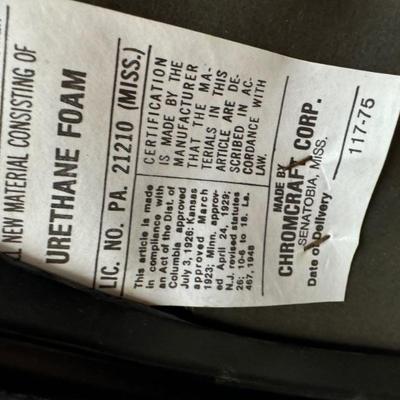 ALL NEW MATERIAL CONSISTING OF
URETHANE FOAM
LIC. NO. PA. 21210 (MISS.)
CERTIFICATION
IS MADE BY THE
MANUFACTURER
THAT THE MA-
TERIALS IN THIS
ARTICLE ARE DE-
SCRIBED IN AC-
CORDANCE WITH
LAW.
This article is made
in compliance with
an Act of the Dist. of
Columbia approved
July 3, 1926; Kansas
approved March
1923; Minn. approv-
ed April 24, 1929;
N.J. revised statutes
26; 10-6 to 18. La.
467, 1948
MADE BY
CHROMCRAFT CORP.
SENATOBIA, MISS.
Date of Delivery
117-75